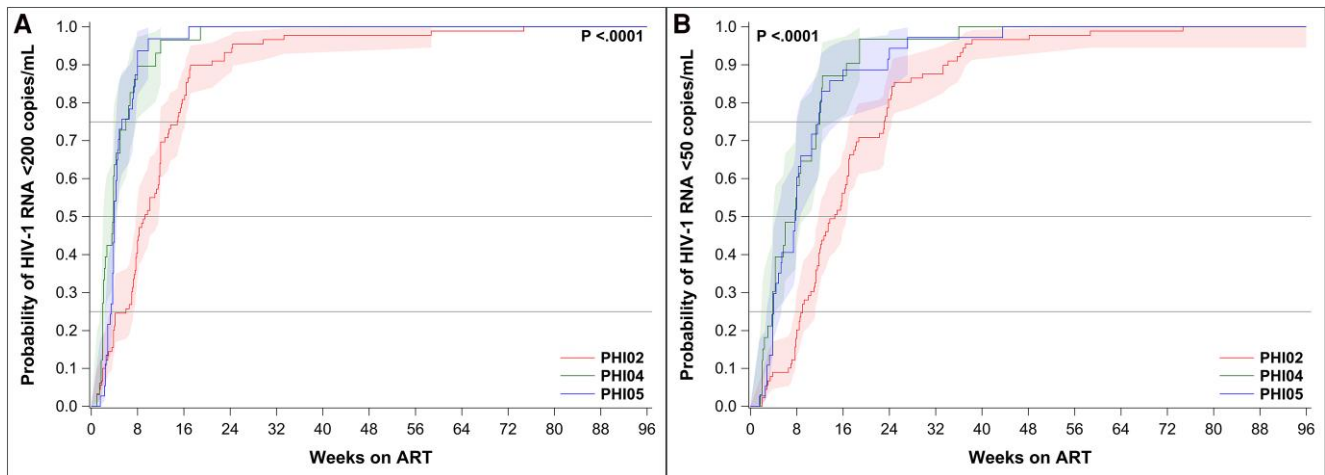 A
Probability of HIV-1 RNA <200 copies/mL
1.0
0.9
0.8
0.7
0.6
0.5
0.4
0.3
0.2
0.1
0.0
P <.0001
PHI02
PHI04
PHI05
0 8 16 24 32 40 48 56 64 72 80 88 96
Weeks on ART
B
Probability of HIV-1 RNA <50 copies/mL
1.0
0.9
0.8
0.7
0.6
0.5
0.4
0.3
0.2
0.1
0.0
P <.0001
PHI02
PHI04
PHI05
0 8 16 24 32 40 48 56 64 72 80 88 96
Weeks on ART